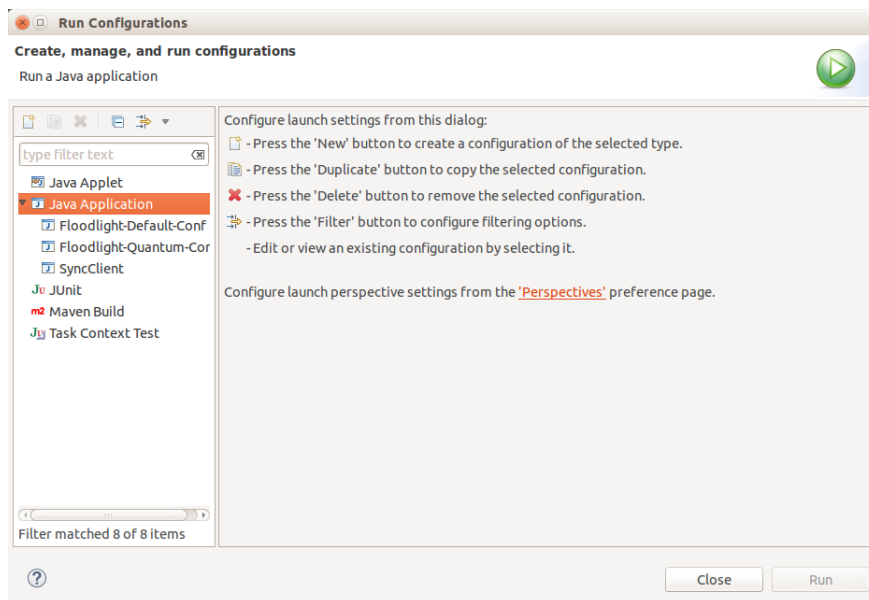 Run Configurations
Create, manage, and run configurations
Run a Java application
type filter text
Java Applet
Java Application
Floodlight-Default-Conf
Floodlight-Quantum-Cor
SyncClient
Ju JUnit
m2 Maven Build
Ju Task Context Test
Filter matched 8 of 8 items
Configure launch settings from this dialog:
- Press the 'New' button to create a configuration of the selected type.
- Press the 'Duplicate' button to copy the selected configuration.
- Press the 'Delete' button to remove the selected configuration.
- Press the 'Filter' button to configure filtering options.
- Edit or view an existing configuration by selecting it.
Configure launch perspective settings from the 'Perspectives' preference page.
?
Close
Run